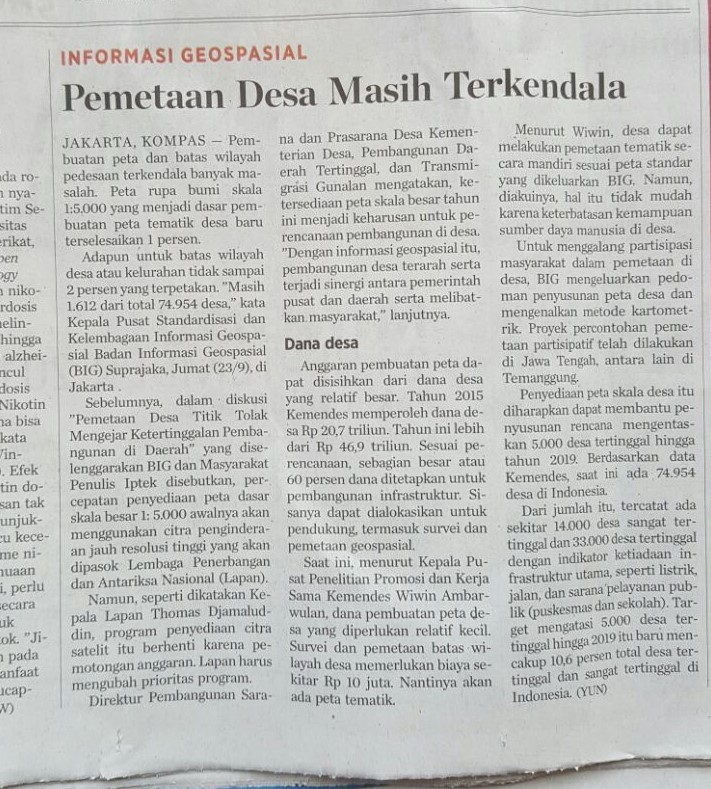 INFORMASI GEOSPASIAL
Pemetaan Desa Masih Terkendala
JAKARTA, KOMPAS — Pem-
buatan peta dan batas wilayah
pedesaan terkendala banyak ma-
salah. Peta rupa bumi skala
1:5.000 yang menjadi dasar pem-
buatan peta tematik desa baru
terselesaikan 1 persen.
Adapun untuk batas wilayah
desa atau kelurahan tidak sampai
2 persen yang terpetakan. "Masih
1.612 dari total 74.954 desa," kata
Kepala Pusat Standardisasi dan
Kelembagaan Informasi Geospa-
sial Badan Informasi Geospasial
(BIG) Suprajaka, Jumat (23/9), di
Jakarta .
Sebelumnya, dalam diskusi
"Pemetaan Desa Titik Tolak
Mengejar Ketertinggalan Pemba-
ngunan di Daerah" yang dise-
lenggarakan BIG dan Masyarakat
Penulis Iptek disebutkan, per-
cepatan penyediaan peta dasar
skala besar 1: 5.000 awalnya akan
menggunakan citra pengindera-
an jauh resolusi tinggi yang akan
dipasok Lembaga Penerbangan
dan Antariksa Nasional (Lapan).
Namun, seperti dikatakan Ke-
pala Lapan Thomas Djamalud-
din, program penyediaan citra
satelit itu berhenti karena pe-
motongan anggaran. Lapan harus
mengubah prioritas program.
Direktur Pembangunan Sara-
na dan Prasarana Desa Kemen-
terian Desa, Pembangunan Da-
erah Tertinggal, dan Transmi-
grasi Gunalan mengatakan, ke-
tersediaan peta skala besar tahun
ini menjadi keharusan untuk pe-
rencanaan pembangunan di desa.
"Dengan informasi geospasial itu,
pembangunan desa terarah serta
terjadi sinergi antara pemerintah
pusat dan daerah serta melibat-
kan masyarakat," lanjutnya.
Dana desa
Anggaran pembuatan peta da-
pat disisihkan dari dana desa
yang relatif besar. Tahun 2015
Kemendes memperoleh dana de-
sa Rp 20,7 triliun. Tahun ini lebih
dari Rp 46,9 triliun. Sesuai pe-
rencanaan, sebagian besar atau
60 persen dana ditetapkan untuk
pembangunan infrastruktur. Si-
sanya dapat dialokasikan untuk
pendukung, termasuk survei dan
pemetaan geospasial.
Saat ini, menurut Kepala Pu-
sat Penelitian Promosi dan Kerja
Sama Kemendes Wiwin Ambar-
wulan, dana pembuatan peta de-
sa yang diperlukan relatif kecil.
Survei dan pemetaan batas wi-
layah desa memerlukan biaya se-
kitar Rp 10 juta. Nantinya akan
ada peta tematik.
Menurut Wiwin, desa dapat
melakukan pemetaan tematik se-
cara mandiri sesuai peta standar
yang dikeluarkan BIG. Namun,
diakuinya, hal itu tidak mudah
karena keterbatasan kemampuan
sumber daya manusia di desa.
Untuk menggalang partisipasi
masyarakat dalam pemetaan di
desa, BIG mengeluarkan pedo-
man penyusunan peta desa dan
mengenalkan metode kartomet-
rik. Proyek percontohan peme-
taan partisipatif telah dilakukan
di Jawa Tengah, antara lain di
Temanggung.
Penyediaan peta skala desa itu
diharapkan dapat membantu pe-
nyusunan rencana mengentas-
kan 5.000 desa tertinggal hingga
tahun 2019. Berdasarkan data
Kemendes, saat ini ada 74.954
desa di Indonesia.
Dari jumlah itu, tercatat ada
sekitar 14.000 desa sangat ter-
tinggal dan 33.000 desa tertinggal
dengan indikator ketiadaan in-
frastruktur utama, seperti listrik,
jalan, dan sarana pelayanan pub-
lik (puskesmas dan sekolah). Tar-
get mengatasi 5.000 desa ter-
tinggal hingga 2019 itu baru men-
cakup 10,6 persen total desa ter-
tinggal dan sangat tertinggal di
Indonesia. (YUN)